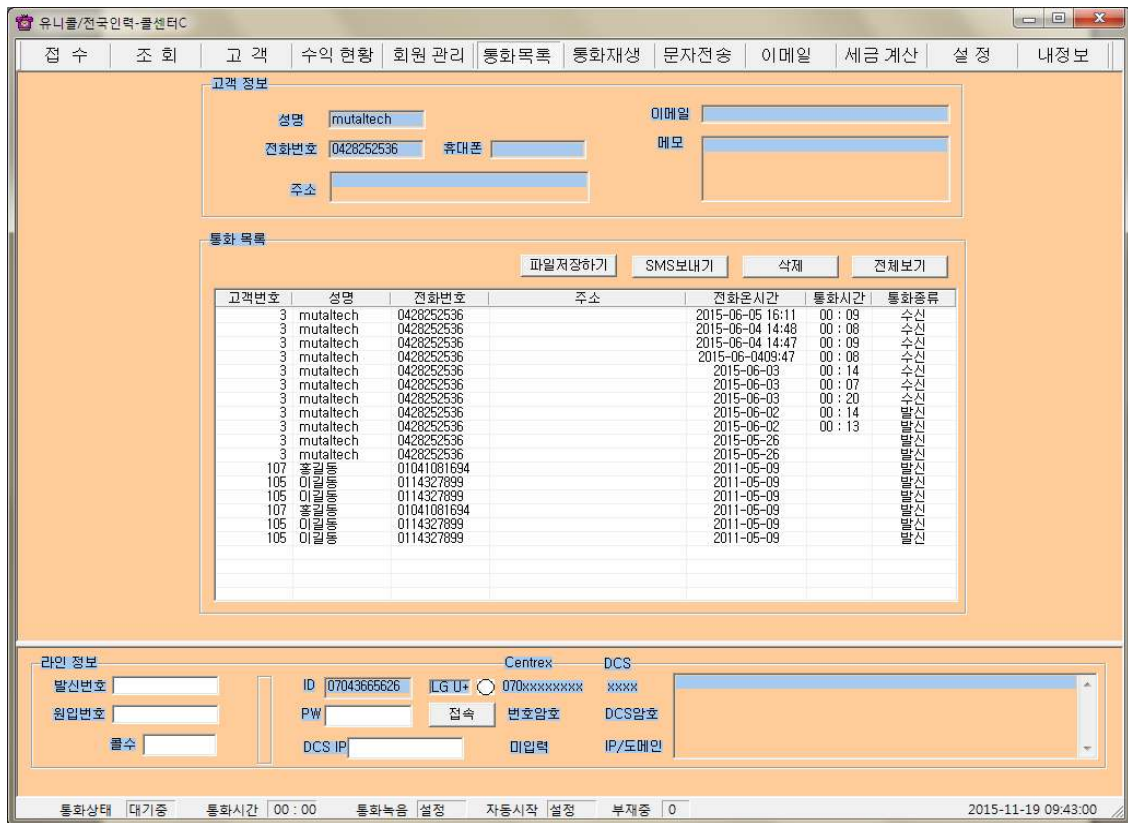 유니콜/전국인력-콜센터C
접 수 조 회 고 객 수익 현황 회원 관리 통화목록 통화재생 문자전송 이메일 세금 계산 설 정 내정보
고객 정보
성명 mutaltech 이메일
전화번호 0428252536 휴대폰 메모
주소
통화 목록
파일저장하기 SMS보내기 삭제 전체보기
고객번호 성명 전화번호 주소 전화온시간 통화시간 통화종류
3 mutaltech 0428252536 2015-06-05 16:11 00 : 09 수신
3 mutaltech 0428252536 2015-06-04 14:48 00 : 08 수신
3 mutaltech 0428252536 2015-06-04 14:47 00 : 09 수신
3 mutaltech 0428252536 2015-06-0409:47 00 : 08 수신
3 mutaltech 0428252536 2015-06-03 00 : 14 수신
3 mutaltech 0428252536 2015-06-03 00 : 07 수신
3 mutaltech 0428252536 2015-06-03 00 : 20 수신
3 mutaltech 0428252536 2015-06-02 00 : 14 발신
3 mutaltech 0428252536 2015-06-02 00 : 13 발신
3 mutaltech 0428252536 2015-05-26 발신
3 mutaltech 0428252536 2015-05-26 발신
107 홍길동 01041081694 2011-05-09 발신
105 이길동 0114327899 2011-05-09 발신
105 이길동 0114327899 2011-05-09 발신
107 홍길동 01041081694 2011-05-09 발신
105 이길동 0114327899 2011-05-09 발신
105 이길동 0114327899 2011-05-09 발신
라인 정보 Centrex DCS
발신번호 ID 07043665626 LG U+ 070xxxxxxxx xxxx
원입번호 PW 접속 번호암호 DCS암호
콜수 DCS IP 미입력 IP/도메인
통화상태 대기중 통화시간 00 : 00 통화녹음 설정 자동시작 설정 부재중 0 2015-11-19 09:43:00